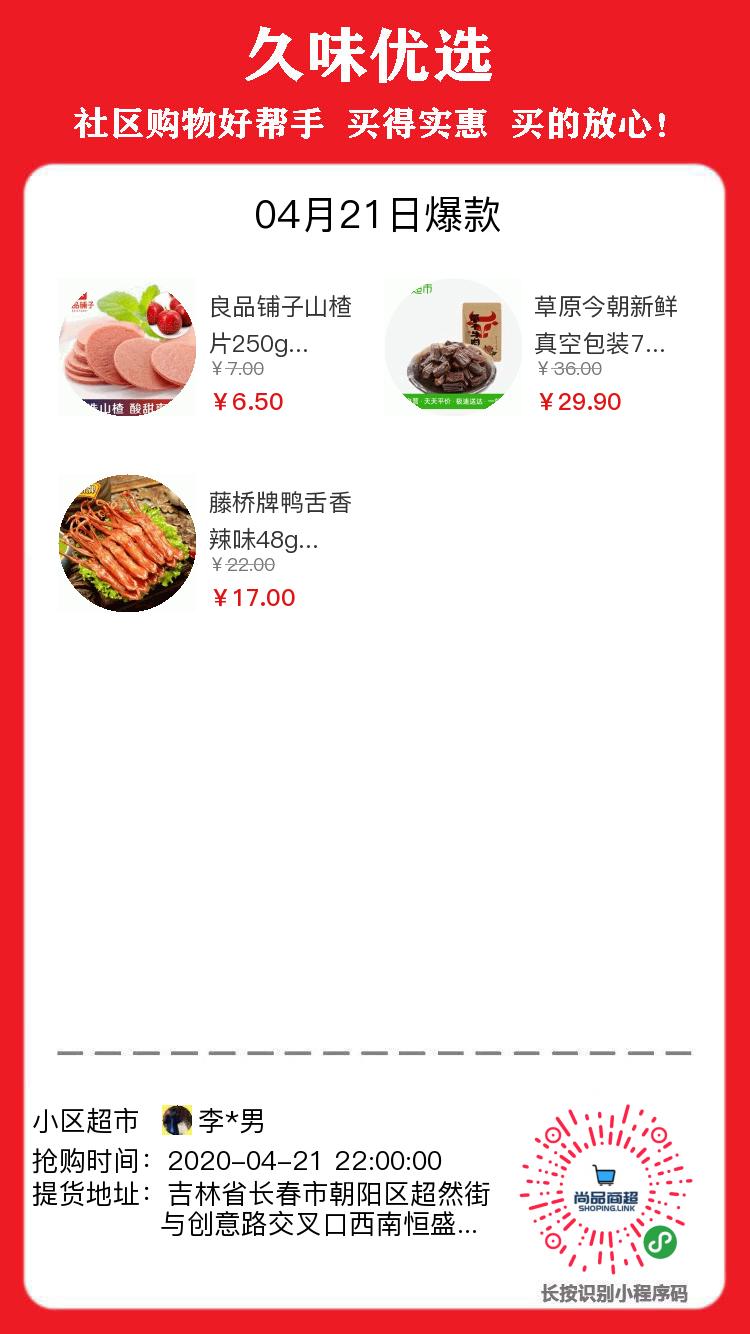 久味优选
社区购物好帮手 买得实惠 买的放心！
04月21日爆款
良品铺子山楂
片250g...
￥7.00
￥6.50
草原今朝新鲜
真空包装7...
￥36.00
￥29.90
藤桥牌鸭舌香
辣味48g...
￥22.00
￥17.00
小区超市 李*男
抢购时间：2020-04-21 22:00:00
提货地址：吉林省长春市朝阳区超然街
与创意路交叉口西南恒盛...
尚品商超
SHOPING.LINK
长按识别小程序码